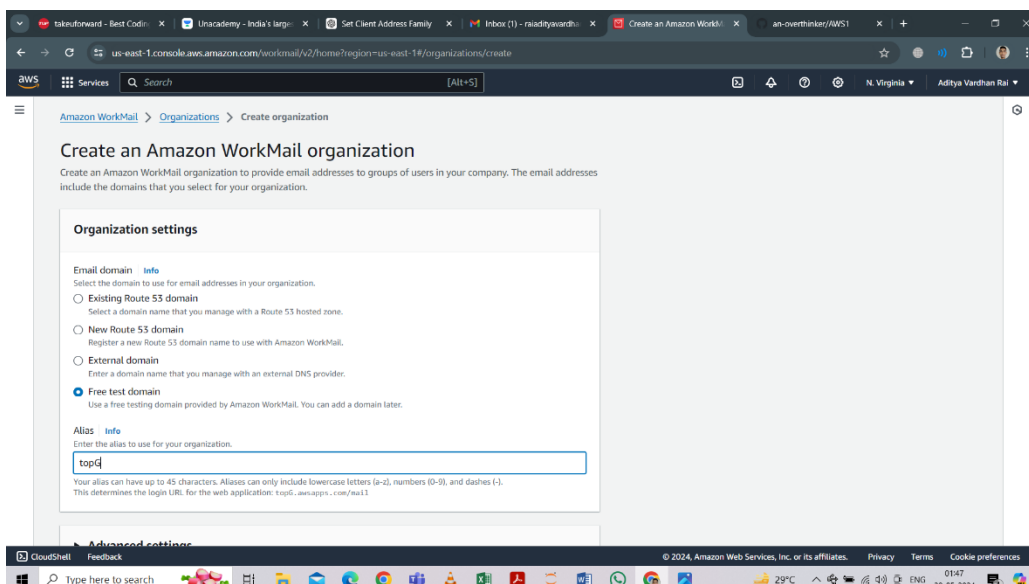 takeuforward - Best Codin
Unacademy - India's larges
Set Client Address Family
Inbox (1) - raiadityavardha
Create an Amazon WorkM
an-overthinker/AWS1
us-east-1.console.aws.amazon.com/workmail/v2/home?region=us-east-1#/organizations/create
aws
Services
Search
[Alt+S]
N. Virginia
Aditya Vardhan Rai
Amazon WorkMail > Organizations > Create organization
Create an Amazon WorkMail organization
Create an Amazon WorkMail organization to provide email addresses to groups of users in your company. The email addresses
include the domains that you select for your organization.
Organization settings
Email domain Info
Select the domain to use for email addresses in your organization.
Existing Route 53 domain
Select a domain name that you manage with a Route 53 hosted zone.
New Route 53 domain
Register a new Route 53 domain name to use with Amazon WorkMail.
External domain
Enter a domain name that you manage with an external DNS provider.
Free test domain
Use a free testing domain provided by Amazon WorkMail. You can add a domain later.
Alias Info
Enter the alias to use for your organization.
topG
Your alias can have up to 45 characters. Aliases can only include lowercase letters (a-z), numbers (0-9), and dashes (-).
This determines the login URL for the web application: topG.awsapps.com/mail
Advanced settings
CloudShell
Feedback
© 2024, Amazon Web Services, Inc. or its affiliates.
Privacy
Terms
Cookie preferences
Type here to search
29°C
ENG
01:47